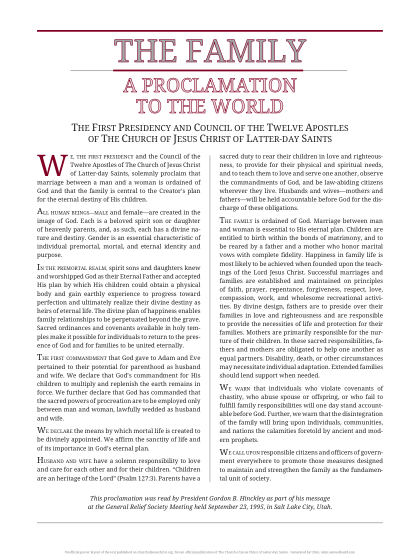 THE FAMILY
A PROCLAMATION
TO THE WORLD
The First Presidency and Council of the Twelve Apostles
of The Church of Jesus Christ of Latter-day Saints
We, the first presidency and the Council of the
Twelve Apostles of The Church of Jesus Christ
of Latter-day Saints, solemnly proclaim that
marriage between a man and a woman is ordained of
God and that the family is central to the Creator's plan
for the eternal destiny of His children.
All human beings—male and female—are created in the
image of God. Each is a beloved spirit son or daughter
of heavenly parents, and, as such, each has a divine na-
ture and destiny. Gender is an essential characteristic of
individual premortal, mortal, and eternal identity and
purpose.
In the premortal realm, spirit sons and daughters knew
and worshipped God as their Eternal Father and accepted
His plan by which His children could obtain a physical
body and gain earthly experience to progress toward
perfection and ultimately realize their divine destiny as
heirs of eternal life. The divine plan of happiness enables
family relationships to be perpetuated beyond the grave.
Sacred ordinances and covenants available in holy tem-
ples make it possible for individuals to return to the pres-
ence of God and for families to be united eternally.
The first commandment that God gave to Adam and Eve
pertained to their potential for parenthood as husband
and wife. We declare that God's commandment for His
children to multiply and replenish the earth remains in
force. We further declare that God has commanded that
the sacred powers of procreation are to be employed only
between man and woman, lawfully wedded as husband
and wife.
We declare the means by which mortal life is created to
be divinely appointed. We affirm the sanctity of life and
of its importance in God's eternal plan.
Husband and wife have a solemn responsibility to love
and care for each other and for their children. "Children
are an heritage of the Lord" (Psalm 127:3). Parents have a
sacred duty to rear their children in love and righteous-
ness, to provide for their physical and spiritual needs,
and to teach them to love and serve one another, observe
the commandments of God, and be law-abiding citizens
wherever they live. Husbands and wives—mothers and
fathers—will be held accountable before God for the dis-
charge of these obligations.
The family is ordained of God. Marriage between man
and woman is essential to His eternal plan. Children are
entitled to birth within the bonds of matrimony, and to
be reared by a father and a mother who honor marital
vows with complete fidelity. Happiness in family life is
most likely to be achieved when founded upon the teach-
ings of the Lord Jesus Christ. Successful marriages and
families are established and maintained on principles
of faith, prayer, repentance, forgiveness, respect, love,
compassion, work, and wholesome recreational activi-
ties. By divine design, fathers are to preside over their
families in love and righteousness and are responsible
to provide the necessities of life and protection for their
families. Mothers are primarily responsible for the nur-
ture of their children. In these sacred responsibilities, fa-
thers and mothers are obligated to help one another as
equal partners. Disability, death, or other circumstances
may necessitate individual adaptation. Extended families
should lend support when needed.
We warn that individuals who violate covenants of
chastity, who abuse spouse or offspring, or who fail to
fulfill family responsibilities will one day stand account-
able before God. Further, we warn that the disintegration
of the family will bring upon individuals, communities,
and nations the calamities foretold by ancient and mod-
ern prophets.
We call upon responsible citizens and officers of govern-
ment everywhere to promote those measures designed
to maintain and strengthen the family as the fundamen-
tal unit of society.
This proclamation was read by President Gordon B. Hinckley as part of his message
at the General Relief Society Meeting held September 23, 1995, in Salt Lake City, Utah.